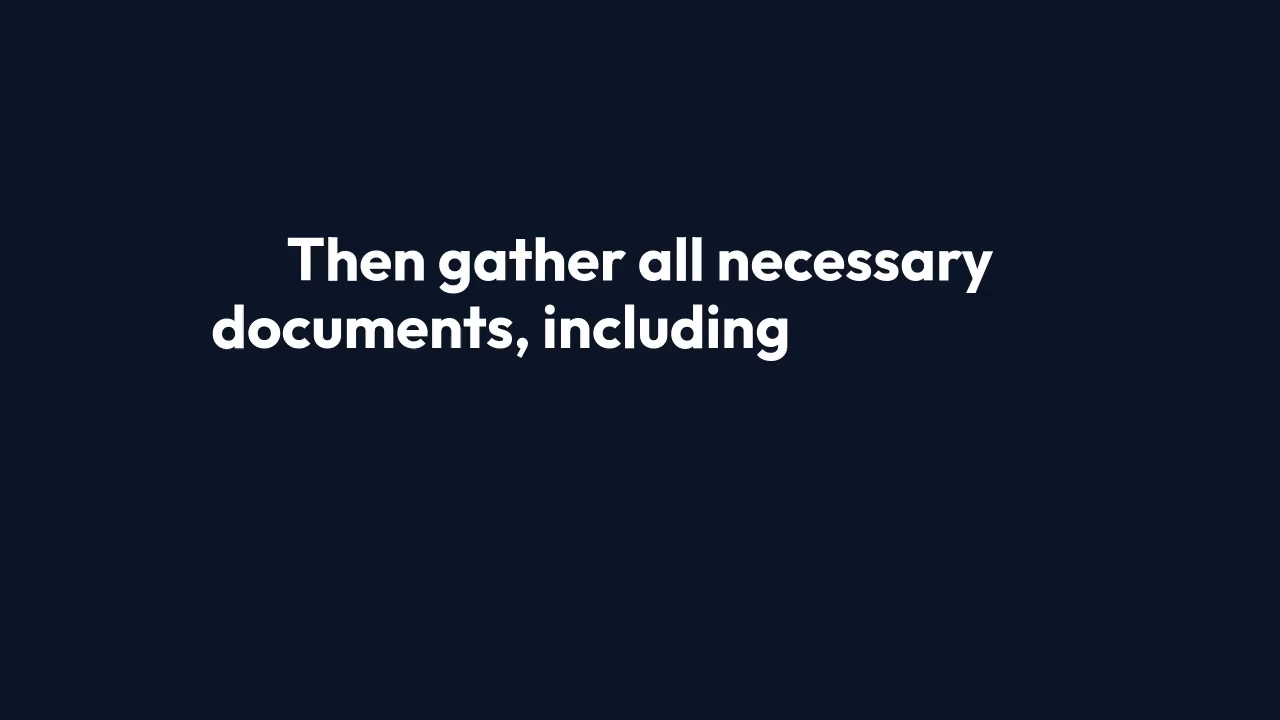 Then gather all necessary
documents, including